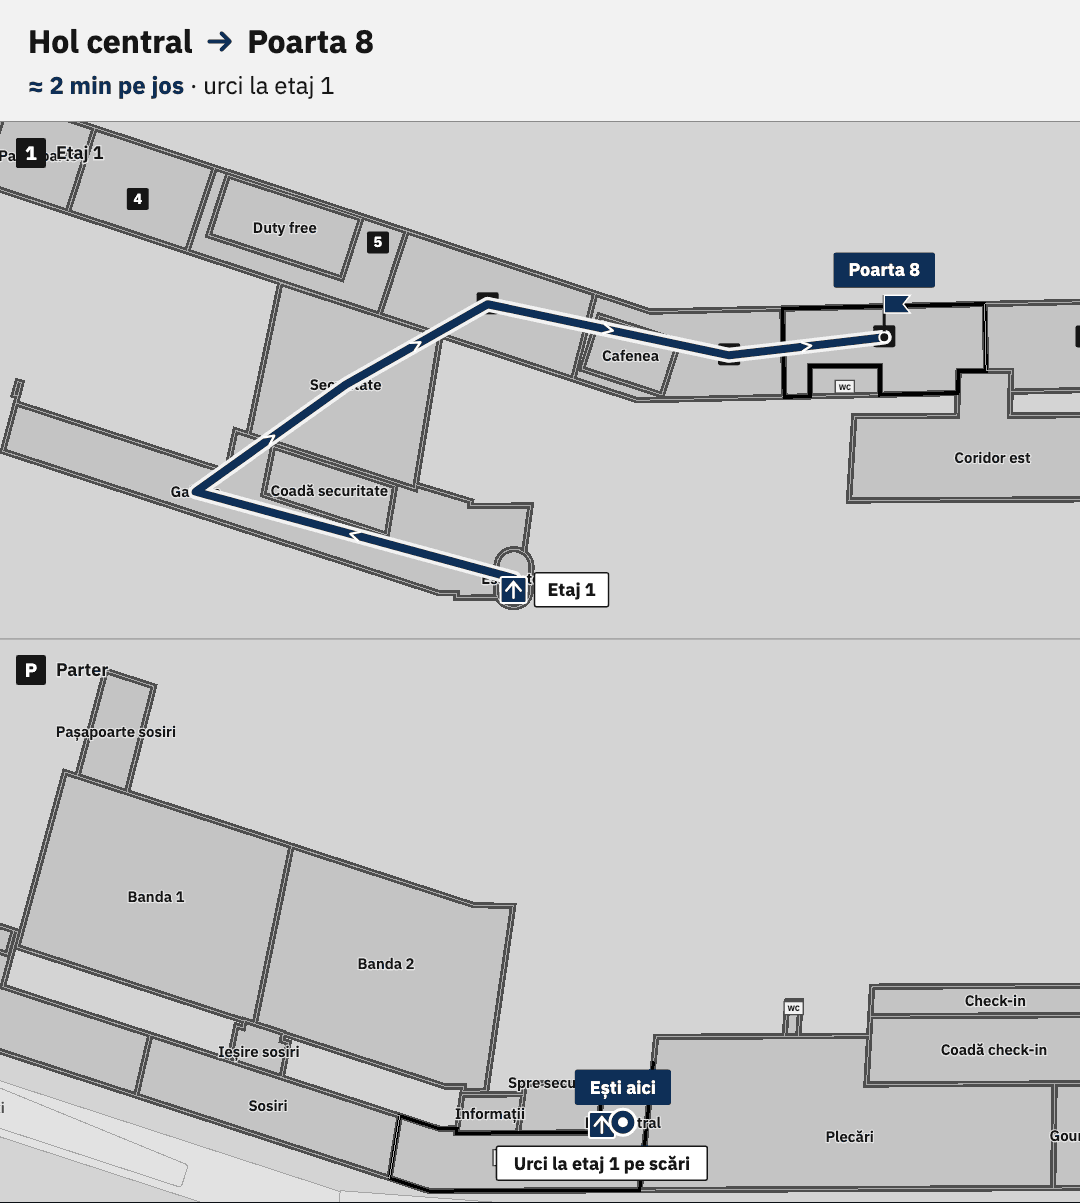 Hol central → Poarta 8
≈ 2 min pe jos · urci la etaj 1
1 Etaj 1
4
Duty free
5
Poarta 8
Cafenea
WC
Coridor est
Coadă securitate
Etaj 1
P Parter
Pașapoarte sosiri
Banda 1
Banda 2
Ieșire sosiri
Sosiri
Informații
Spre
Ești aici
Urci la etaj 1 pe scări
WC
Check-in
Coadă check-in
Plecări